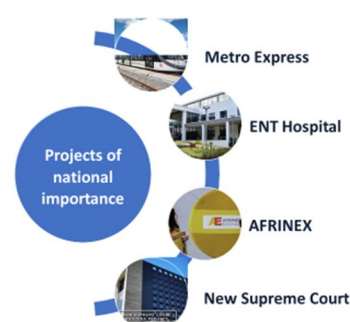 Metro Express
ENT Hospital
Projects of
national
importance
AFRINEX
New Supreme Court